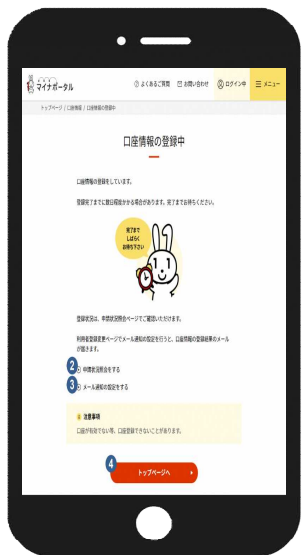 マイナポータル
よくあるご質問 お問い合わせ ログイン中 メニュー
トップページ / 口座情報 / 口座情報の登録中
口座情報の登録中
口座情報の登録をしています。
登録完了までに数日程度かかる場合があります。完了までお待ちください。
完了まで
しばらく
お待ち下さい
登録状況は、申請状況照会ページでご確認いただけます。
利用者登録変更ページでメール通知の設定を行うと、口座情報の登録結果のメール
が届きます。
2 申請状況照会をする
3 メール通知の設定をする
注意事項
口座が有効でない等、口座登録できないことがあります。
4
トップページへ